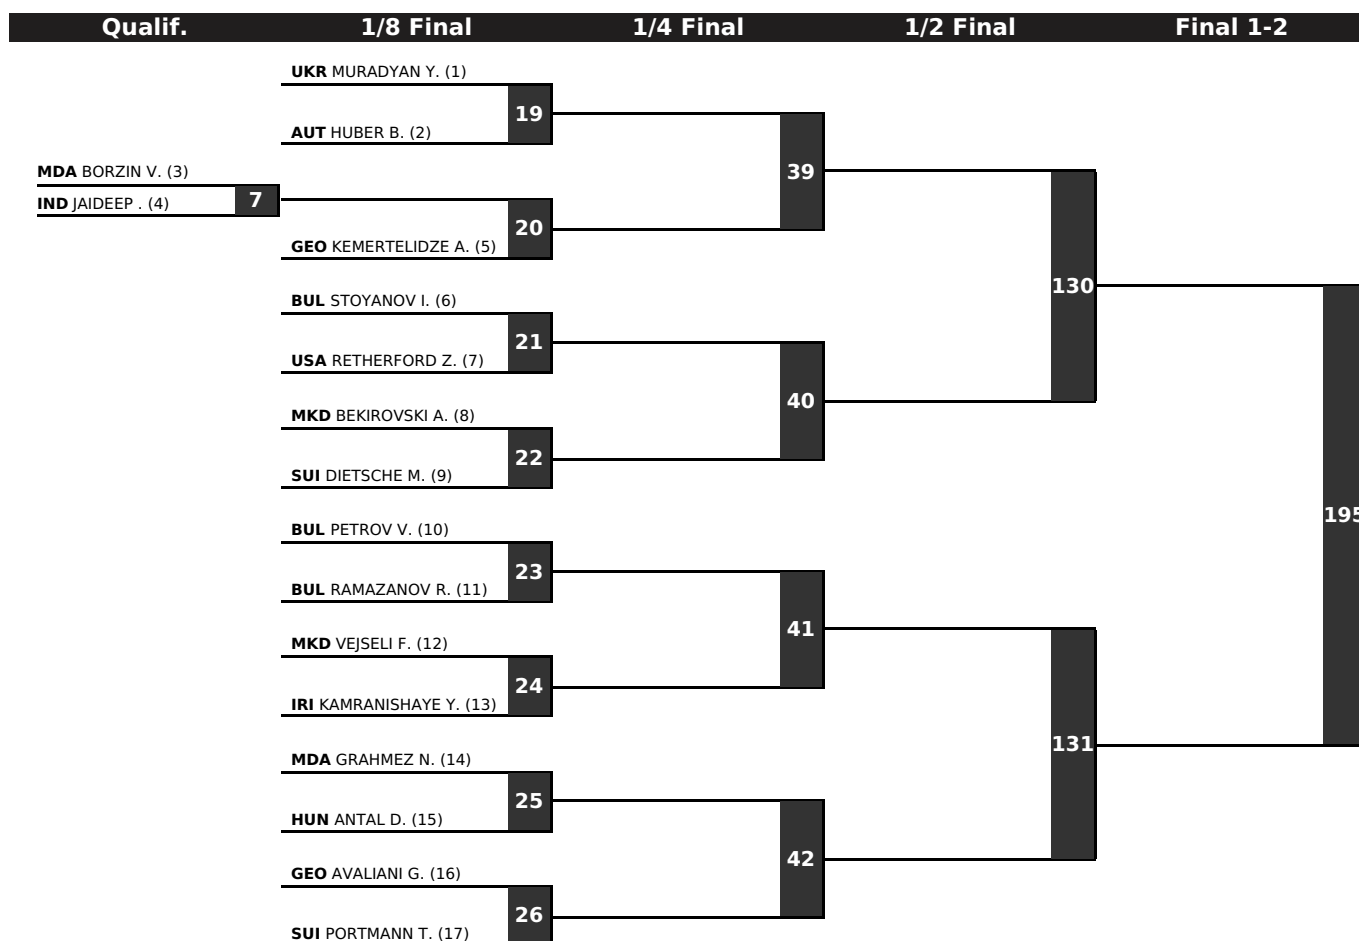 Qualif. 1/8 Final 1/4 Final 1/2 Final Final 1-2
UKR MURADYAN Y. (1)
19
AUT HUBER B. (2)
39
MDA BORZIN V. (3)
7
IND JAIDEEP . (4)
20
GEO KEMERTELIDZE A. (5)
130
BUL STOYANOV I. (6)
21
USA RETHERFORD Z. (7)
40
MKD BEKIROVSKI A. (8)
22
SUI DIETSCHE M. (9)
195
BUL PETROV V. (10)
23
BUL RAMAZANOV R. (11)
41
MKD VEJSELI F. (12)
24
IRI KAMRANISHAYE Y. (13)
131
MDA GRAHMEZ N. (14)
25
HUN ANTAL D. (15)
42
GEO AVALIANI G. (16)
26
SUI PORTMANN T. (17)